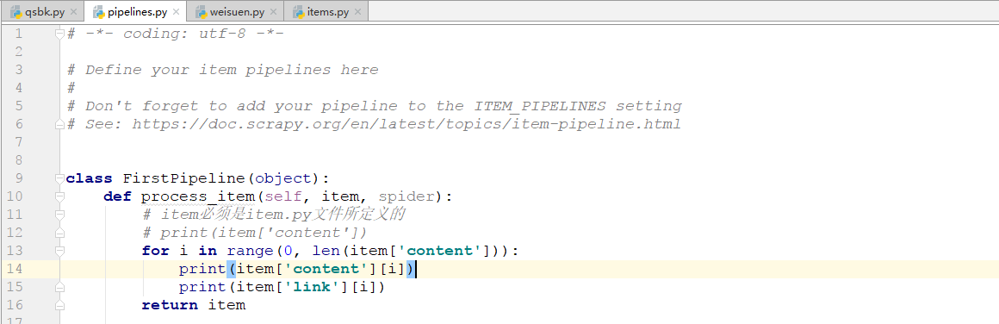 qsbk.py pipelines.py weisuen.py items.py
1 # -*- coding: utf-8 -*-
2
3 # Define your item pipelines here
4 #
5 # Don't forget to add your pipeline to the ITEM_PIPELINES setting
6 # See: https://doc.scrapy.org/en/latest/topics/item-pipeline.html
7
8
9 class FirstPipeline(object):
10 def process_item(self, item, spider):
11 # item必须是item.py文件所定义的
12 # print(item['content'])
13 for i in range(0, len(item['content'])):
14 print(item['content'][i])
15 print(item['link'][i])
16 return item
17